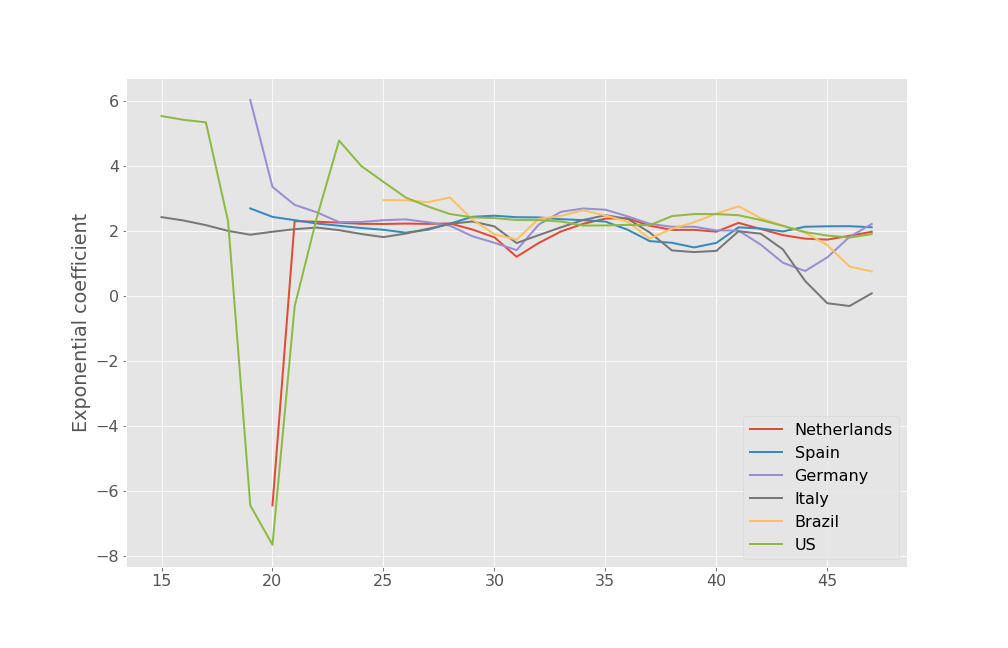 Exponential coefficient
6
4
2
0
−2
−4
−6
−8
15 20 25 30 35 40 45
Netherlands
Spain
Germany
Italy
Brazil
US